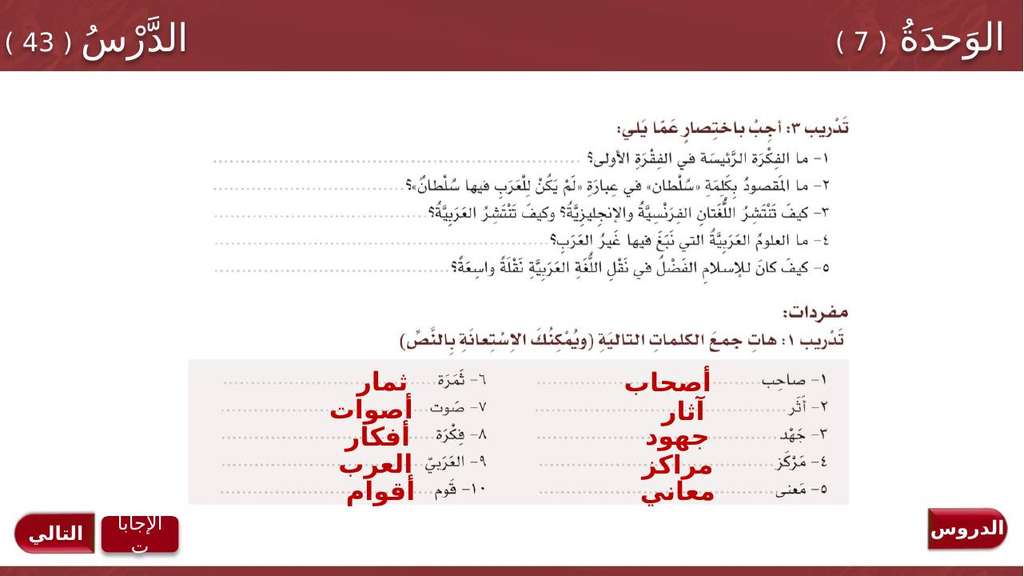 الوَحدَةُ ( 7 )
الدَّرْسُ ( 43 )
تَدْريب ٣: أجِبْ باختِصارٍ عَمّا يَلي:
١- ما الفِكْرَة الرَّئيسَة في الفِقْرَةِ الأولى؟
٢- ما المَقصودُ بِكَلِمَةِ «سُلْطان» في عِبارَةِ «لَمْ يَكُنْ لِلْعَرَبِ فيها سُلْطانٌ»؟
٣- كيفَ تَنْتَشِرُ اللُّغَتانِ الفِرَنْسِيَّةُ والإنجِليزِيَّةُ؟ وكيفَ تَنْتَشِرُ العَرَبِيَّةُ؟
٤- ما العلومُ العَرَبِيَّةُ التي نَبَغَ فيها غَيرُ العَرَبِ؟
٥- كيفَ كانَ للإسلامِ الفَضْلُ في نَقْلِ اللُّغَةِ العَرَبِيَّةِ نَقْلَةً واسِعَةً؟
مفردات:
تَدْريب ١: هاتِ جمعَ الكلماتِ التاليَةِ (ويُمْكِنُكَ الاِسْتِعانَةِ بِالنَّصِّ)
١- صاحِب أصحاب
٢- أَثَر آثار
٣- جَهْد جهود
٤- مَرْكَز مراكز
٥- مَعنى معاني
٦- ثَمَرَة ثمار
٧- صَوت أصوات
٨- فِكْرَة أفكار
٩- العَرَبيّ العرب
١٠- قَوم أقوام
الدروس
الإجابا
ت
التالي